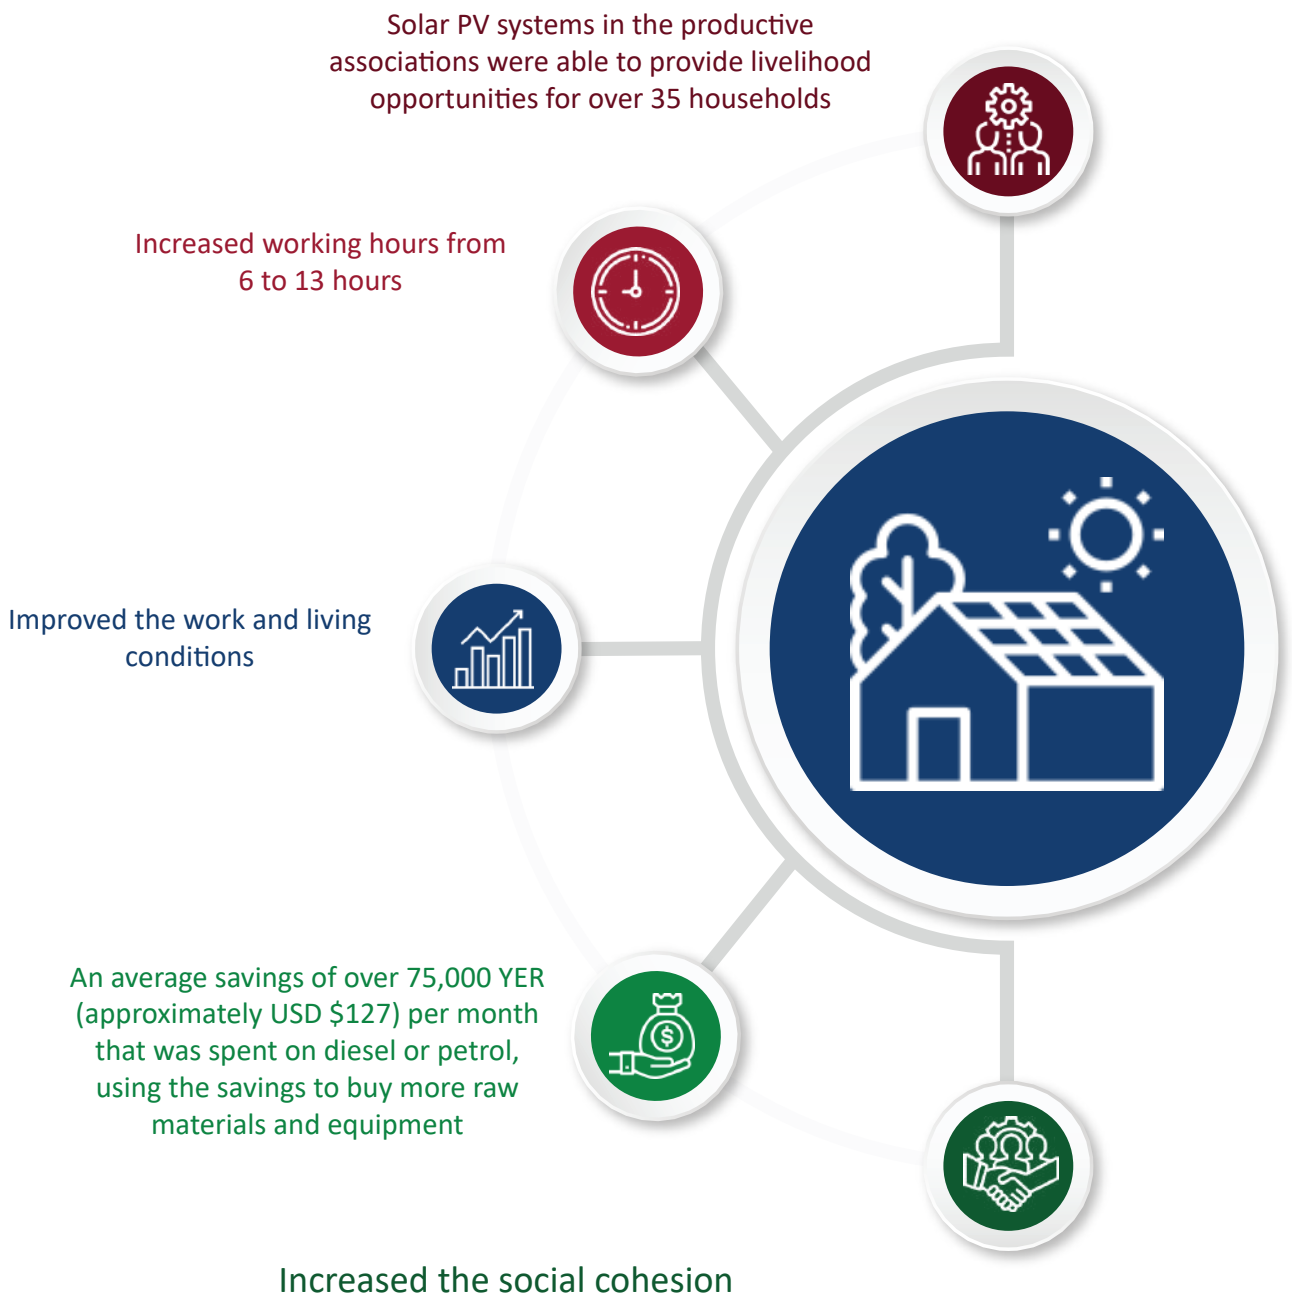 Solar PV systems in the productive
associations were able to provide livelihood
opportunities for over 35 households
Increased working hours from
6 to 13 hours
Improved the work and living
conditions
An average savings of over 75,000 YER
(approximately USD $127) per month
that was spent on diesel or petrol,
using the savings to buy more raw
materials and equipment
$
Increased the social cohesion